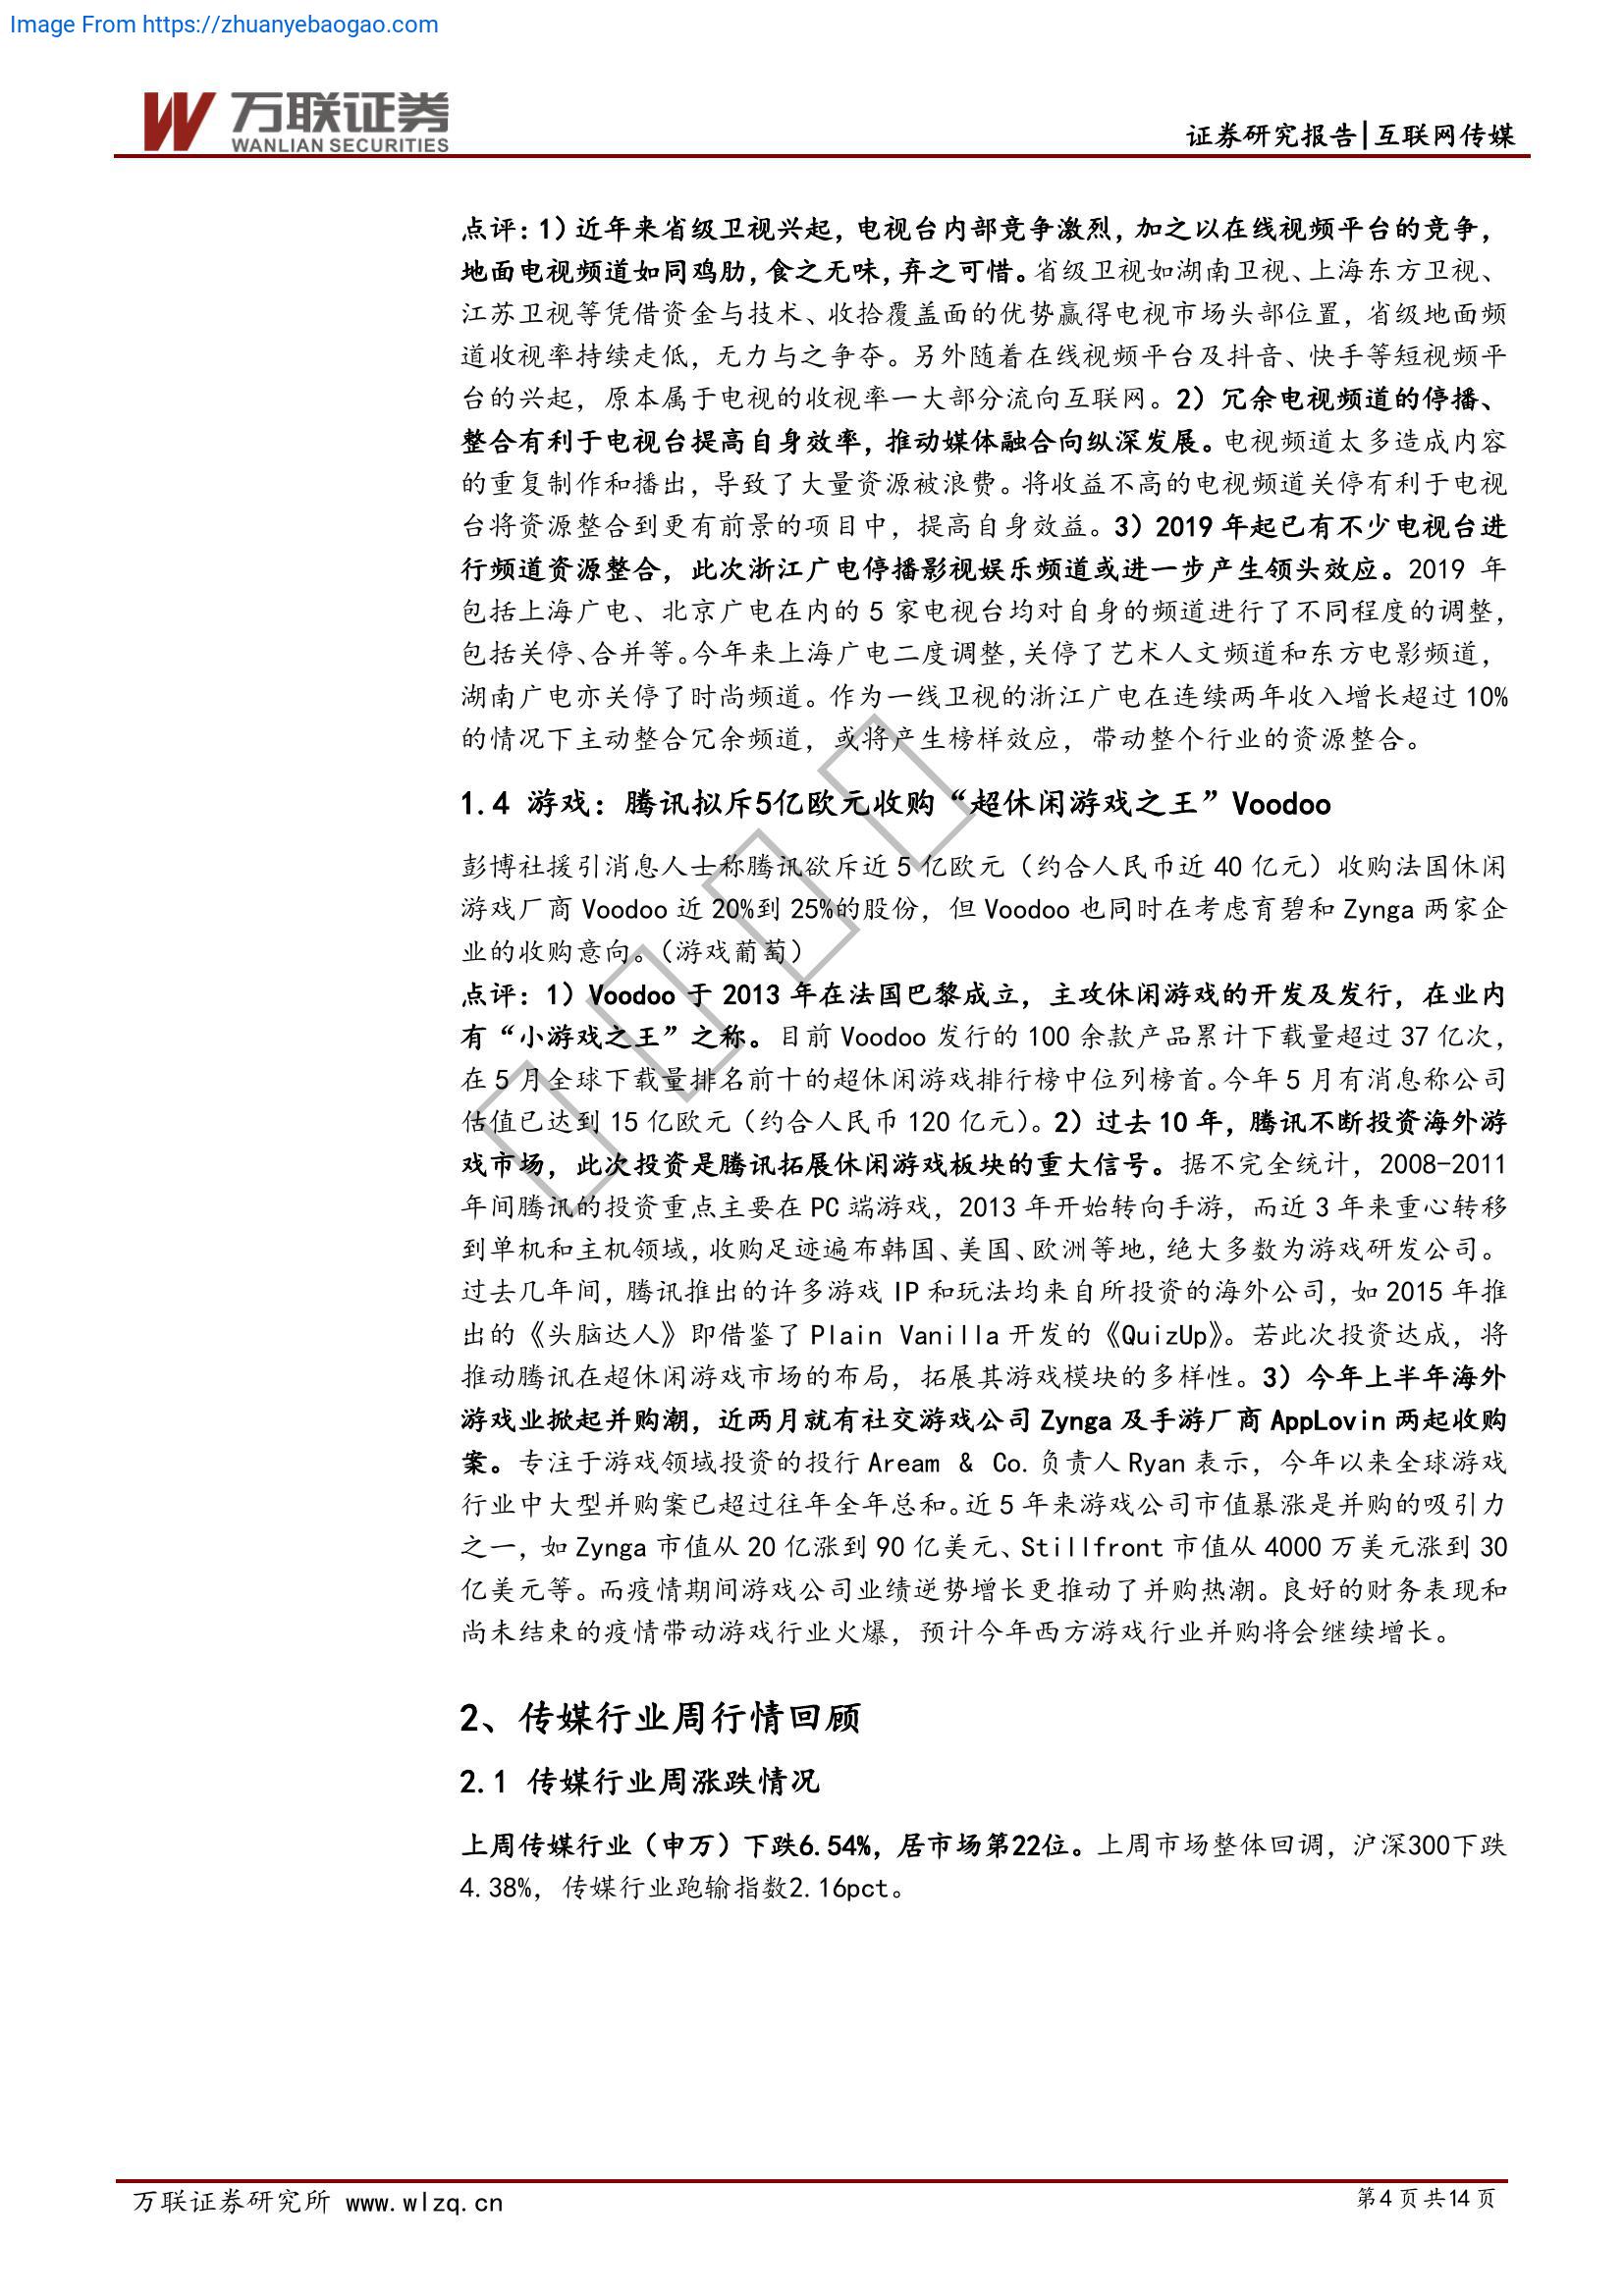 Image From https://zhuanyebaogao.com
万联证券
WANLIAN SECURITIES
证券研究报告|互联网传媒
点评：1）近年来省级卫视兴起，电视台内部竞争激烈，加之以在线视频平台的竞争，
地面电视频道如同鸡肋，食之无味，弃之可惜。省级卫视如湖南卫视、上海东方卫视、
江苏卫视等凭借资金与技术、收拾覆盖面的优势赢得电视市场头部位置，省级地面频
道收视率持续走低，无力与之争夺。另外随着在线视频平台及抖音、快手等短视频平
台的兴起，原本属于电视的收视率一大部分流向互联网。2）冗余电视频道的停播、
整合有利于电视台提高自身效率，推动媒体融合向纵深发展。电视频道太多造成内容
的重复制作和播出，导致了大量资源被浪费。将收益不高的电视频道关停有利于电视
台将资源整合到更有前景的项目中，提高自身效益。3）2019 年起已有不少电视台进
行频道资源整合，此次浙江广电停播影视娱乐频道或进一步产生领头效应。2019 年
包括上海广电、北京广电在内的 5 家电视台均对自身的频道进行了不同程度的调整，
包括关停、合并等。今年来上海广电二度调整，关停了艺术人文频道和东方电影频道，
湖南广电亦关停了时尚频道。作为一线卫视的浙江广电在连续两年收入增长超过 10%
的情况下主动整合冗余频道，或将产生榜样效应，带动整个行业的资源整合。
1.4 游戏：腾讯拟斥5亿欧元收购“超休闲游戏之王”Voodoo
彭博社援引消息人士称腾讯欲斥近 5 亿欧元（约合人民币近 40 亿元）收购法国休闲
游戏厂商 Voodoo 近 20%到 25%的股份，但 Voodoo 也同时在考虑育碧和 Zynga 两家企
业的收购意向。（游戏葡萄）
点评：1）Voodoo 于 2013 年在法国巴黎成立，主攻休闲游戏的开发及发行，在业内
有“小游戏之王”之称。目前 Voodoo 发行的 100 余款产品累计下载量超过 37 亿次，
在 5 月全球下载量排名前十的超休闲游戏排行榜中位列榜首。今年 5 月有消息称公司
估值已达到 15 亿欧元（约合人民币 120 亿元）。2）过去 10 年，腾讯不断投资海外游
戏市场，此次投资是腾讯拓展休闲游戏板块的重大信号。据不完全统计，2008-2011
年间腾讯的投资重点主要在 PC 端游戏，2013 年开始转向手游，而近 3 年来重心转移
到单机和主机领域，收购足迹遍布韩国、美国、欧洲等地，绝大多数为游戏研发公司。
过去几年间，腾讯推出的许多游戏 IP 和玩法均来自所投资的海外公司，如 2015 年推
出的《头脑达人》即借鉴了 Plain Vanilla 开发的《QuizUp》。若此次投资达成，将
推动腾讯在超休闲游戏市场的布局，拓展其游戏模块的多样性。3）今年上半年海外
游戏业掀起并购潮，近两月就有社交游戏公司 Zynga 及手游厂商 AppLovin 两起收购
案。专注于游戏领域投资的投行 Aream & Co.负责人 Ryan 表示，今年以来全球游戏
行业中大型并购案已超过往年全年总和。近 5 年来游戏公司市值暴涨是并购的吸引力
之一，如 Zynga 市值从 20 亿涨到 90 亿美元、Stillfront 市值从 4000 万美元涨到 30
亿美元等。而疫情期间游戏公司业绩逆势增长更推动了并购热潮。良好的财务表现和
尚未结束的疫情带动游戏行业火爆，预计今年西方游戏行业并购将会继续增长。
2、传媒行业周行情回顾
2.1 传媒行业周涨跌情况
上周传媒行业（申万）下跌6.54%，居市场第22位。上周市场整体回调，沪深300下跌
4.38%，传媒行业跑输指数2.16pct。
万联证券研究所 www.wlzq.cn
第 4 页 共 14 页